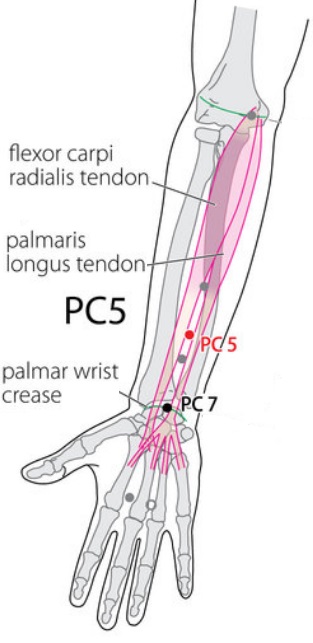 flexor carpi
radialis tendon
palmaris
longus tendon
PC5
PC 5
palmar wrist
crease
PC 7